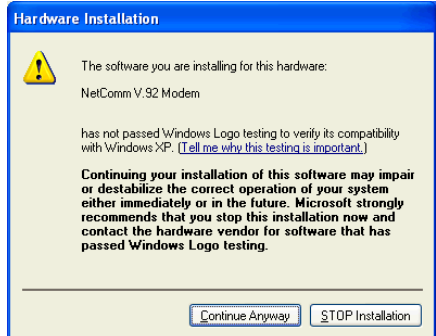 Hardware Installation
The software you are installing for this hardware:
NetComm V.92 Modem
has not passed Windows Logo testing to verify its compatibility
with Windows XP. (Tell me why this testing is important.)
Continuing your installation of this software may impair
or destabilize the correct operation of your system
either immediately or in the future. Microsoft strongly
recommends that you stop this installation now and
contact the hardware vendor for software that has
passed Windows Logo testing.
Continue Anyway STOP Installation